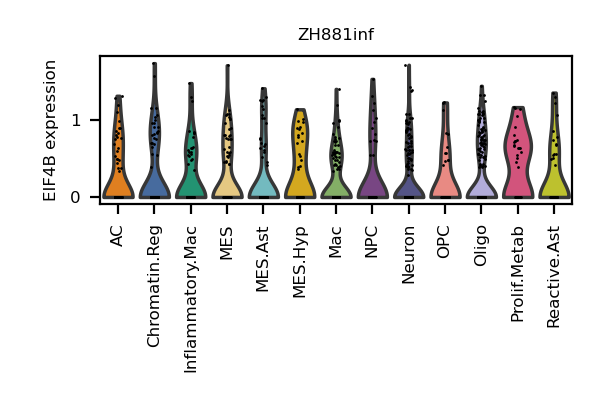 ZH881inf
EIF4B expression
1
0
AC
Chromatin.Reg
Inflammatory.Mac
MES
MES.Ast
MES.Hyp
Mac
NPC
Neuron
OPC
Oligo
Prolif.Metab
Reactive.Ast